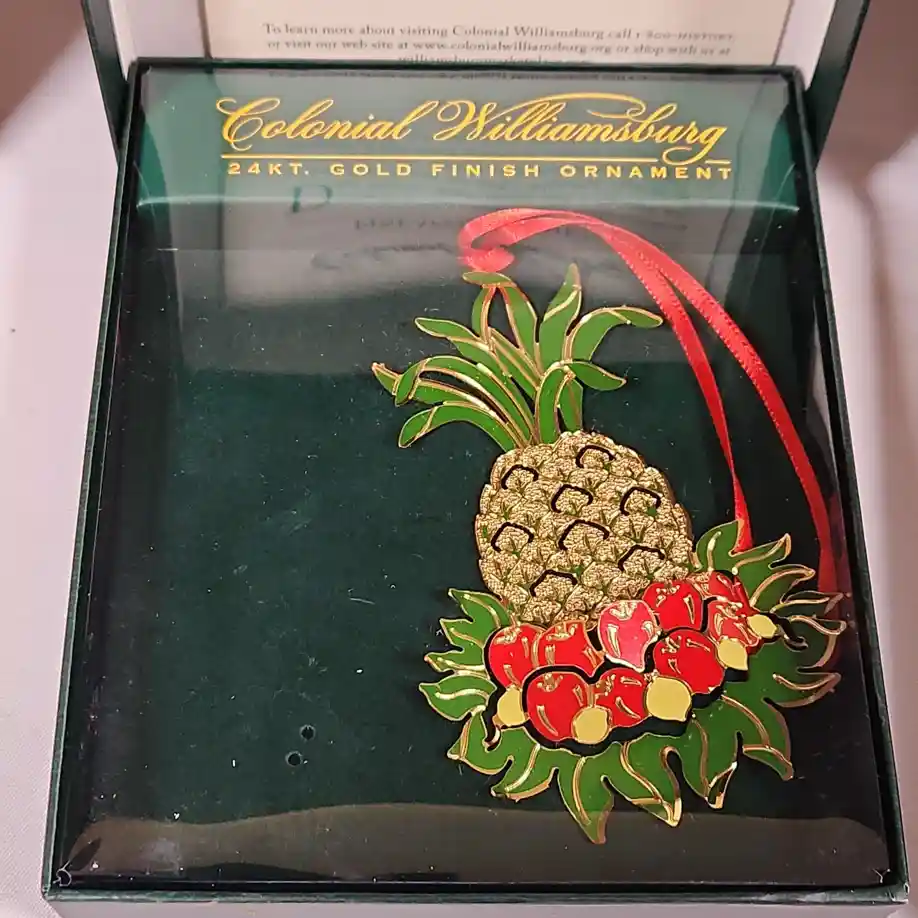 To learn more about visiting Colonial Williamsburg call 1-800-HISTORY
or visit our web site at www.colonialwilliamsburg.org or shop with us at
Colonial Williamsburg
24KT. GOLD FINISH ORNAMENT